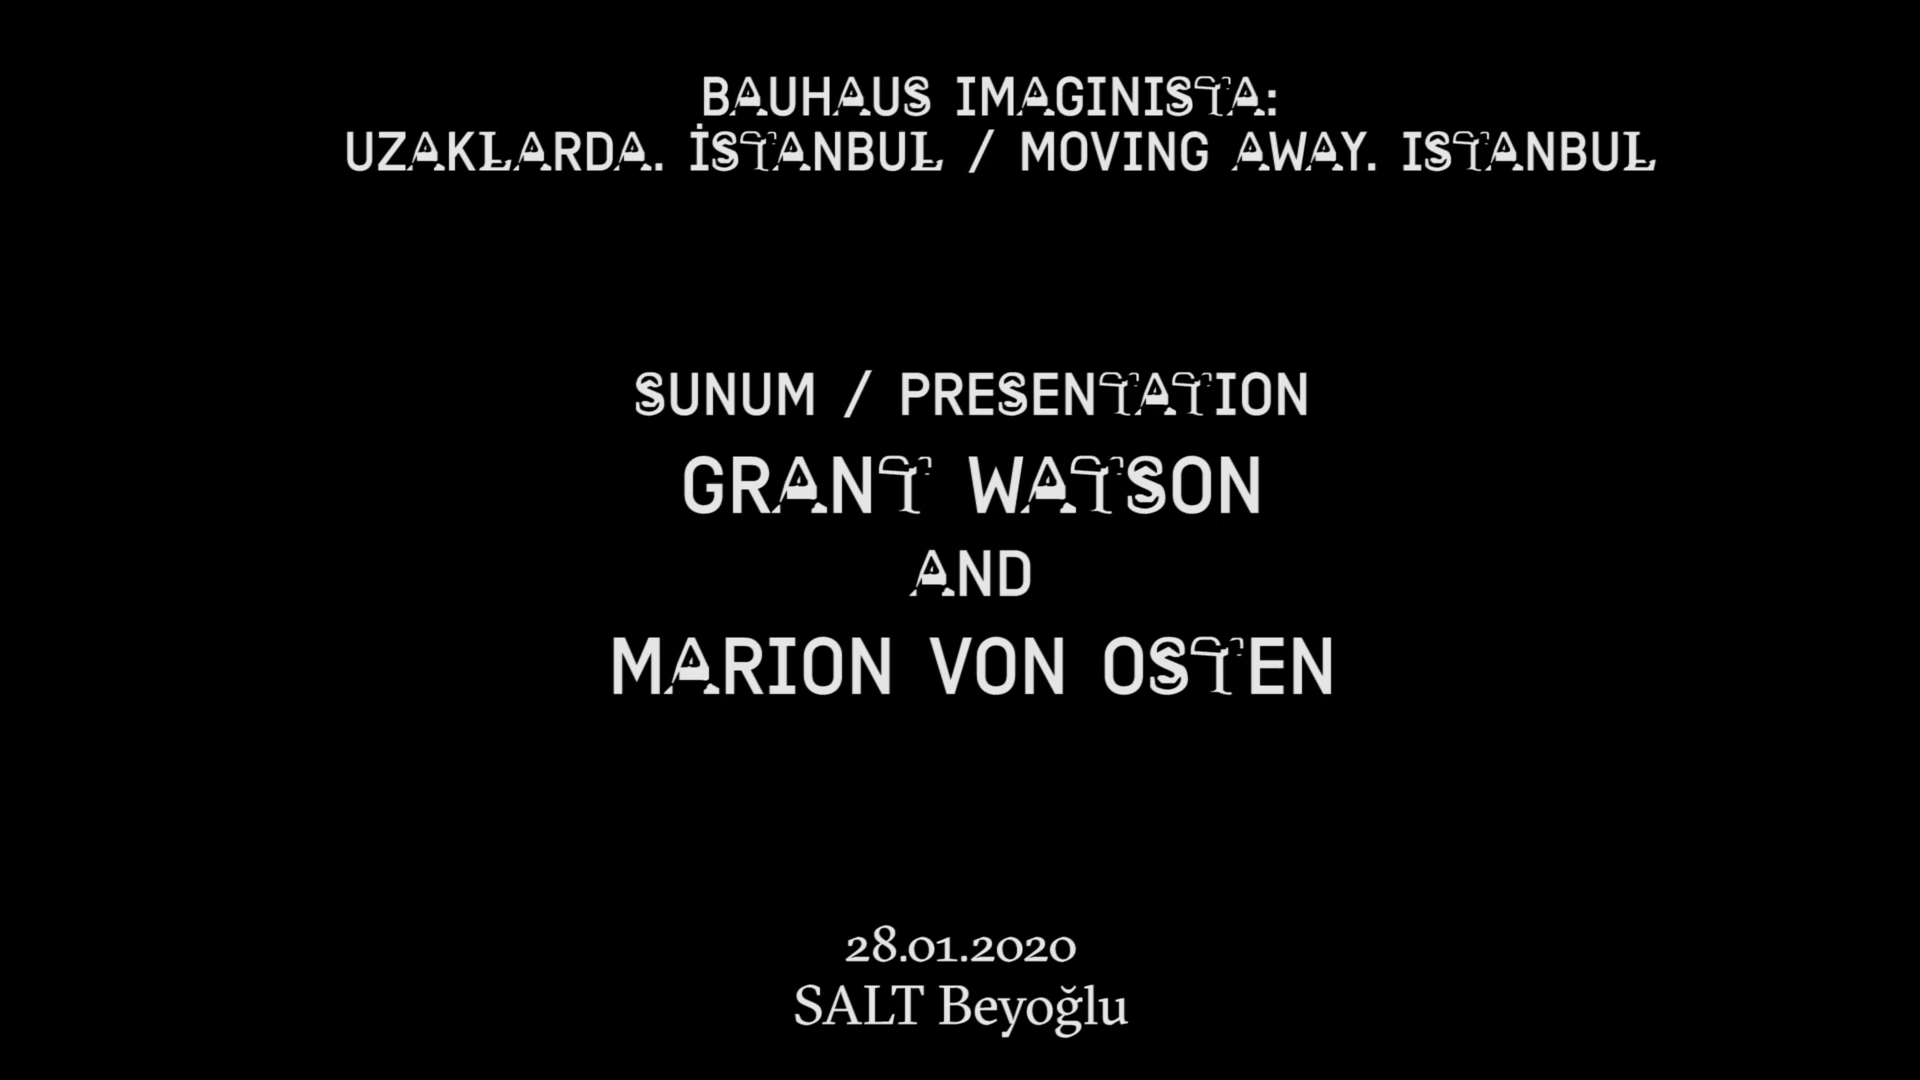 BAUHAUS IMAGINISTA:
UZAKLARDA. İSTANBUL / MOVING AWAY. ISTANBUL
SUNUM / PRESENTATION
GRANT WATSON
AND
MARION VON OSTEN
28.01.2020
SALT Beyoğlu